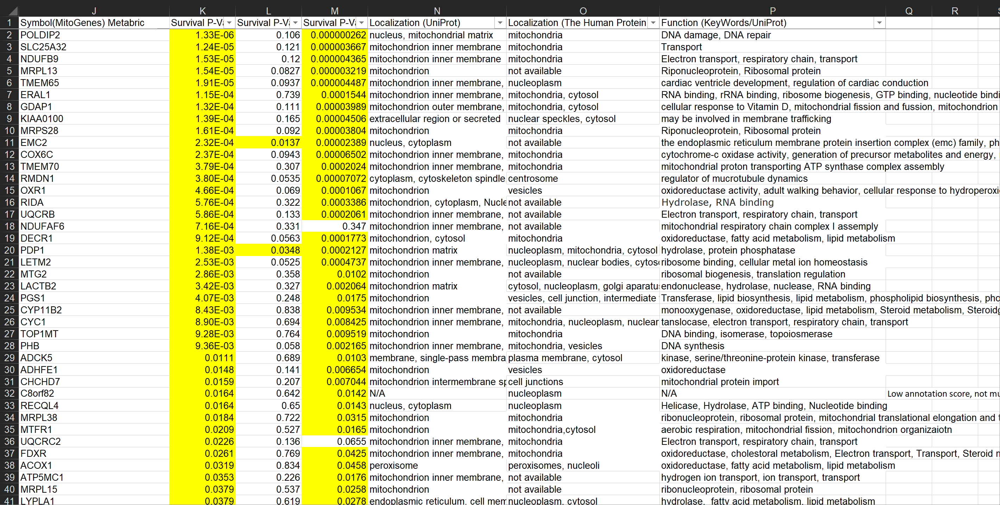 J K L M N O P Q R
1 Symbol(MitoGenes) Metabric Survival P-Va Survival P-Va Survival P-Va Localization (UniProt) Localization (The Human Protein Function (KeyWords/UniProt)
2 POLDIP2 1.33E-06 0.106 0.000000262 nucleus, mitochondrial matrix mitochondria DNA damage, DNA repair
3 SLC25A32 1.24E-05 0.121 0.000003667 mitochondrion inner membrane mitochondria Transport
4 NDUFB9 1.53E-05 0.12 0.000004365 mitochondrion inner membrane mitochondria Electron transport, respiratory chain, transport
5 MRPL13 1.54E-05 0.0827 0.000003219 mitochondrion not available Riponucleoprotein, Ribosomal protein
6 TMEM65 1.91E-05 0.0937 0.000004487 mitochondrion inner membrane, nucleoplasm cardiac ventricle development, regulation of cardiac conduction
7 ERAL1 1.15E-04 0.739 0.0001544 mitochondrion inner membrane, mitochondria, cytosol RNA binding, rRNA binding, ribosome biogenesis, GTP binding, nucleotide bindi
8 GDAP1 1.32E-04 0.111 0.00003989 mitochondrion outer membrane, mitochondria, cytosol cellular response to Vitamin D, mitochondrial fission and fussion, mitochondrion
9 KIAA0100 1.39E-04 0.165 0.00004506 extracellular region or secreted nuclear speckles, cytosol may be involved in membrane trafficking
10 MRPS28 1.61E-04 0.092 0.00003804 mitochondrion mitochondria Riponucleoprotein, Ribosomal protein
11 EMC2 2.32E-04 0.0137 0.00002389 nucleus, cytoplasm not available the endoplasmic reticulum membrane protein insertion complex (emc) family, ph
12 COX6C 2.37E-04 0.0943 0.00006502 mitochondrion inner membrane, mitochondria cytochrome-c oxidase activity, generation of precursor metabolites and energy,
13 TMEM70 3.79E-04 0.307 0.0002024 mitochondrion inner membrane, mitochondria mitochondrial proton transporting ATP synthase complex assembly
14 RMDN1 3.80E-04 0.0535 0.00007072 cytoplasm, cytoskeleton spindle, centrosome regulator of mucrotubule dynamics
15 OXR1 4.66E-04 0.069 0.0001067 mitochondrion vesicles oxidoreductase activity, adult walking behavior, cellular response to hydroperoxi
16 RIDA 5.76E-04 0.322 0.0003386 mitochondrion, cytoplasm, Nucle not available Hydrolase, RNA binding
17 UQCRB 5.86E-04 0.133 0.0002061 mitochondrion inner membrane, not available Electron transport, respiratory chain, transport
18 NDUFAF6 7.16E-04 0.331 0.347 mitochondrion inner membrane, not available mitochondrial respiratory chain complex I assemply
19 DECR1 9.12E-04 0.0563 0.0001773 mitochondrion, cytosol mitochondria oxidoreductase, fatty acid metabolism, lipid metabolism
20 PDP1 1.38E-03 0.0348 0.0002127 mitochondrion matrix nucleoplasm, mitochondria, cytosol hydrolase, protein phosphatase
21 LETM2 2.53E-03 0.0525 0.0004737 mitochondrion inner membrane, nucleoplasm, nuclear bodies, cytoso ribosome binding, cellular metal ion homeostasis
22 MTG2 2.86E-03 0.358 0.0102 mitochondrion not available ribosomal biogenesis, translation regulation
23 LACTB2 3.42E-03 0.327 0.002064 mitochondrion matrix cytosol, nucleoplasm, golgi aparatus endonuclease, hydrolase, nuclease, RNA binding
24 PGS1 4.07E-03 0.248 0.0175 mitochondrion vesicles, cell junction, intermediate Transferase, lipid biosynthesis, lipid metabolism, phospholipid biosynthesis, pho
25 CYP11B2 8.43E-03 0.838 0.009534 mitochondrion inner membrane, not available monooxygenase, oxidoreductase, lipid metabolism, Steroid metabolism, Steroidg
26 CYC1 8.90E-03 0.694 0.008425 mitochondrion inner membrane, mitochondria, nucleoplasm, nuclear tanslocase, electron transport, respiratory chain, transport
27 TOP1MT 9.28E-03 0.764 0.009519 mitochondrion mitochondria DNA binding, isomerase, topoiosmerase
28 PHB 9.36E-03 0.058 0.002165 mitochondrion inner membrane, mitochondria, vesicles DNA synthesis
29 ADCK5 0.0111 0.689 0.0103 membrane, single-pass membra plasma membrane, cytosol kinase, serine/threonine-protein kinase, transferase
30 ADHFE1 0.0148 0.141 0.006654 mitochondrion vesicles oxidoreductase
31 CHCHD7 0.0159 0.207 0.007044 mitochondrion intermembrane sp cell junctions mitochondrial protein import
32 C8orf82 0.0164 0.642 0.0142 N/A nucleoplasm N/A Low annotation score, not mu
33 RECQL4 0.0164 0.65 0.0143 nucleus, cytoplasm nucleoplasm Helicase, Hydrolase, ATP binding, Nucleotide binding
34 MRPL38 0.0184 0.722 0.0315 mitochondrion mitochondria ribonucleoprotein, ribosomal protein, mitochondrial translational elongation and t
35 MTFR1 0.0209 0.527 0.0165 mitochondrion mitochondria,cytosol aerobic respiration, mitochondrial fission, mitochondrion organizaiotn
36 UQCRC2 0.0226 0.136 0.0655 mitochondrion inner membrane, mitochondria Electron transport, respiratory chain, transport
37 FDXR 0.0261 0.769 0.0425 mitochondrion inner membrane, mitochondria oxidoreductase, cholestoral metabolism, Electron transport, Transport, Steroid m
38 ACOX1 0.0319 0.834 0.0458 peroxisome peroxisomes, nucleoli oxidoreductase, fatty acid metabolism, lipid metabolism
39 ATP5MC1 0.0353 0.226 0.0176 mitochondrion inner membrane, not available hydrogen ion transport, ion transport, transport
40 MRPL15 0.0379 0.537 0.0258 mitochondrion not available ribonucleoprotein, ribosomal protein
41 LYPLA1 0.0379 0.619 0.0278 endoplasmic reticulum, cell mem nucleoplasm, cytosol hydrolase, fatty acid metabolism, lipid metabolism